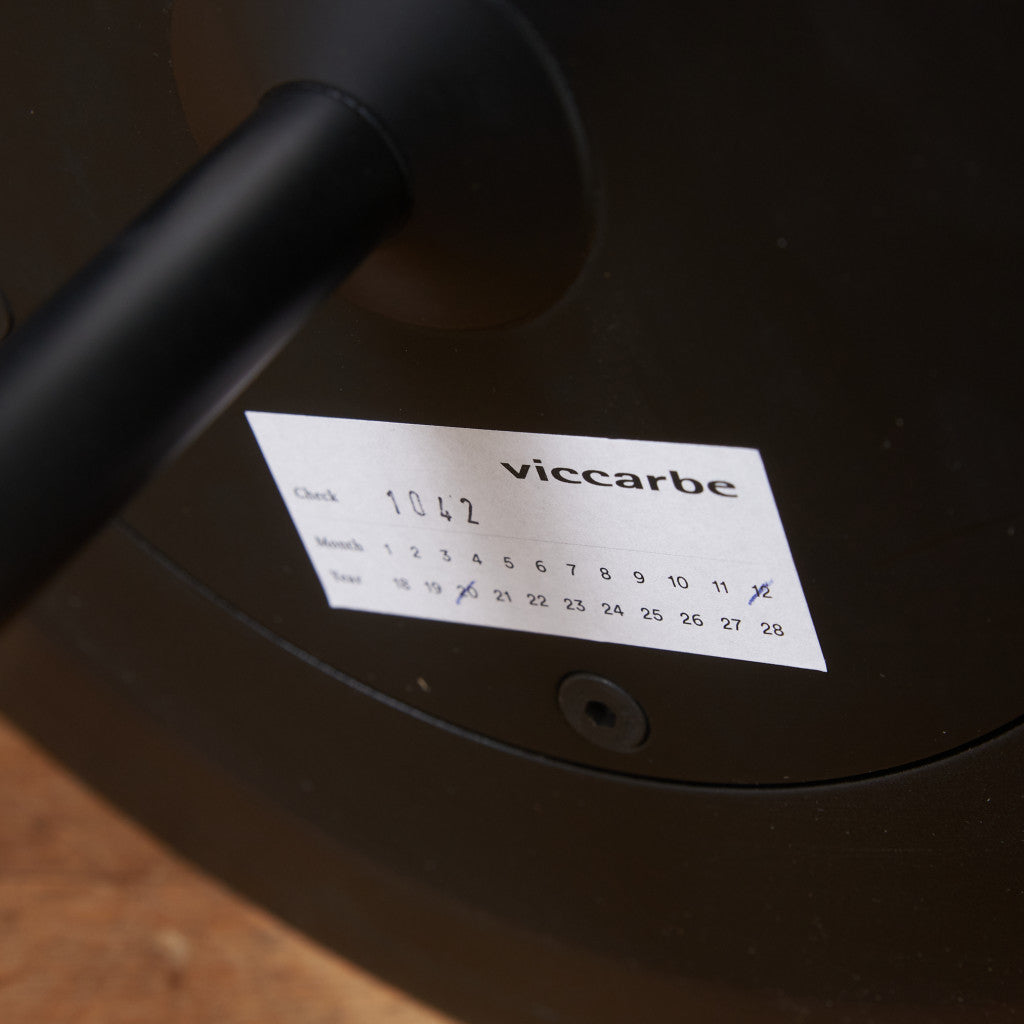 viccarbe
Check 1042
Month 1 2 3 4 5 6 7 8 9 10 11 12
Year 18 19 20 21 22 23 24 25 26 27 28